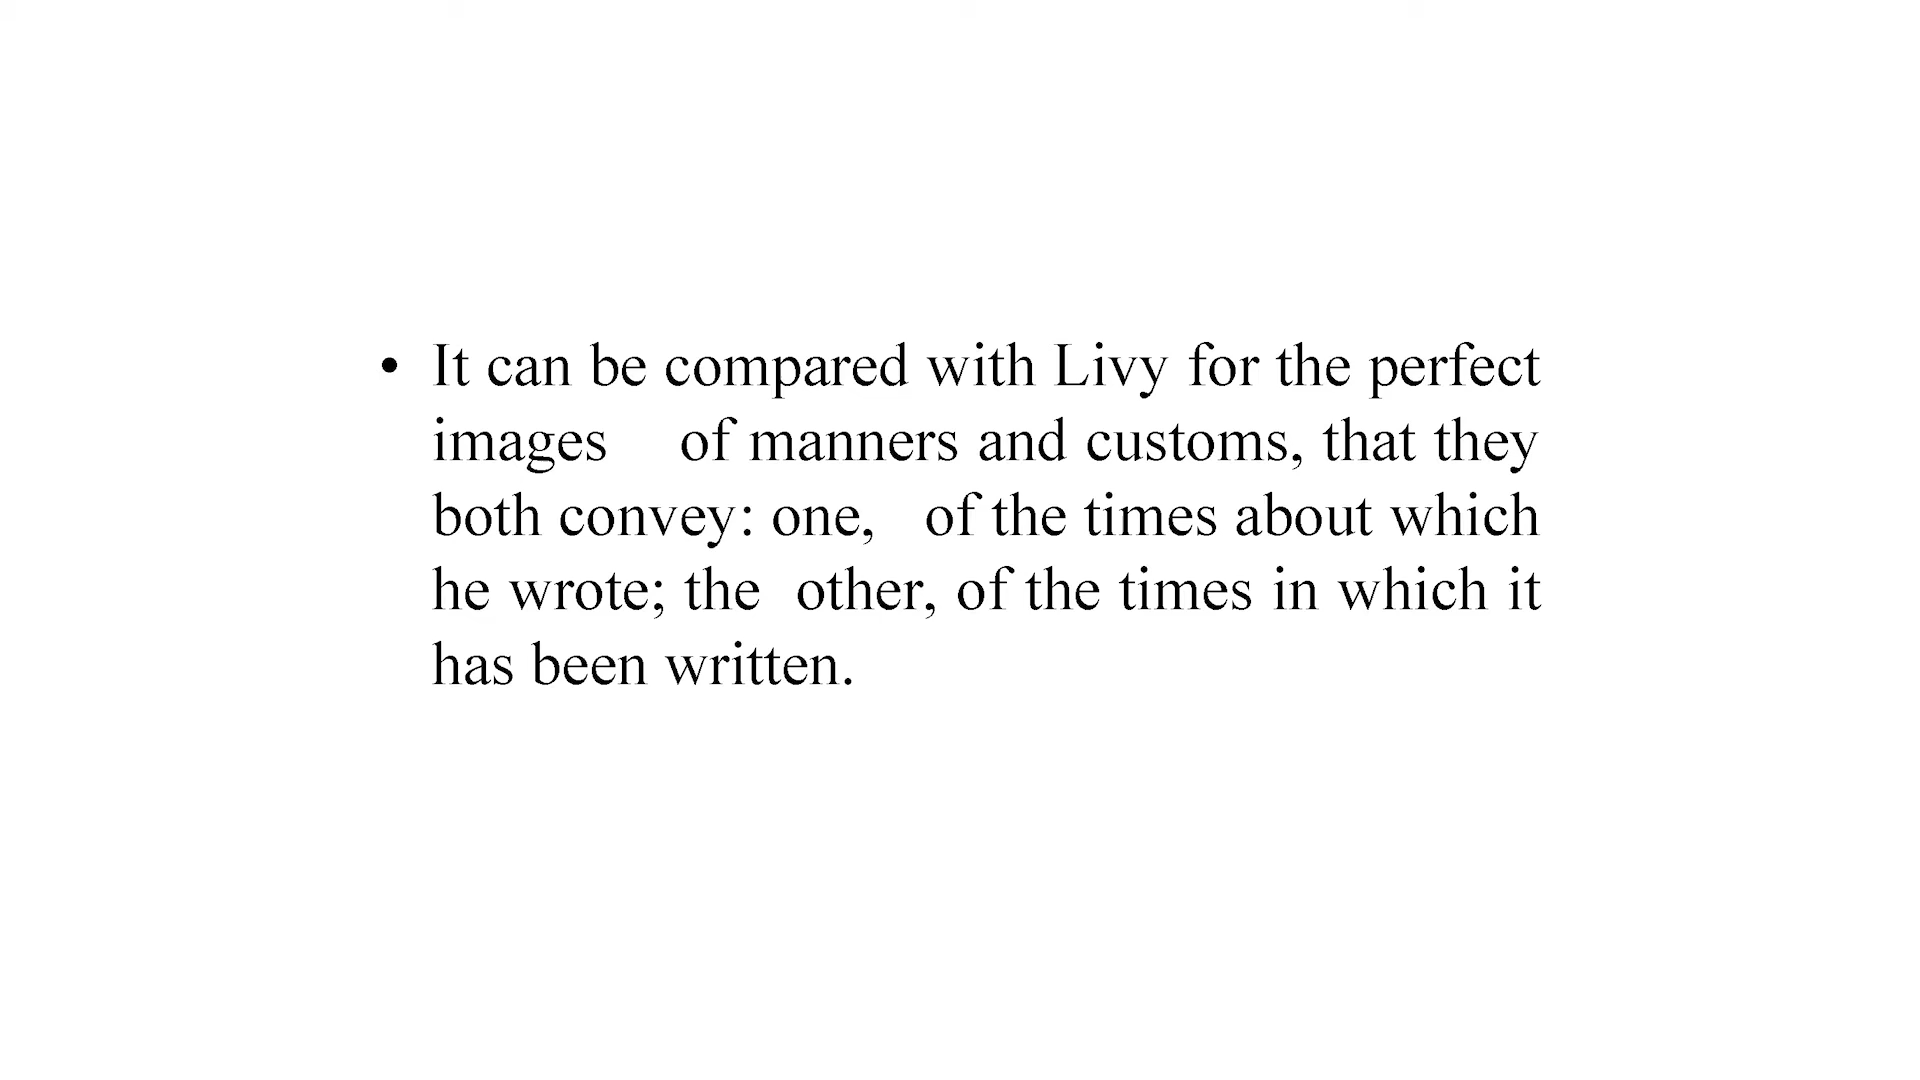 • It can be compared with Livy for the perfect
images of manners and customs, that they
both convey: one, of the times about which
he wrote; the other, of the times in which it
has been written.